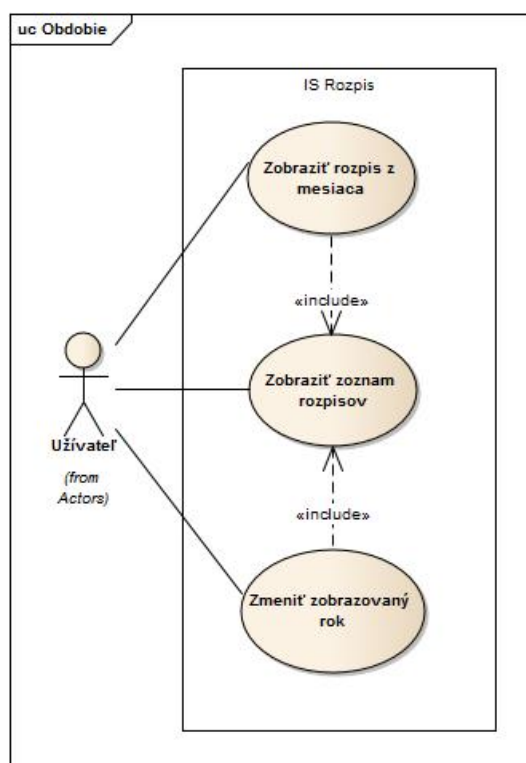 uc Obdobie
IS Rozpis
Zobraziť rozpis z
mesiaca
«include»
Zobraziť zoznam
rozpisov
Užívateľ
(from
Actors)
«include»
Zmeniť zobrazovaný
rok